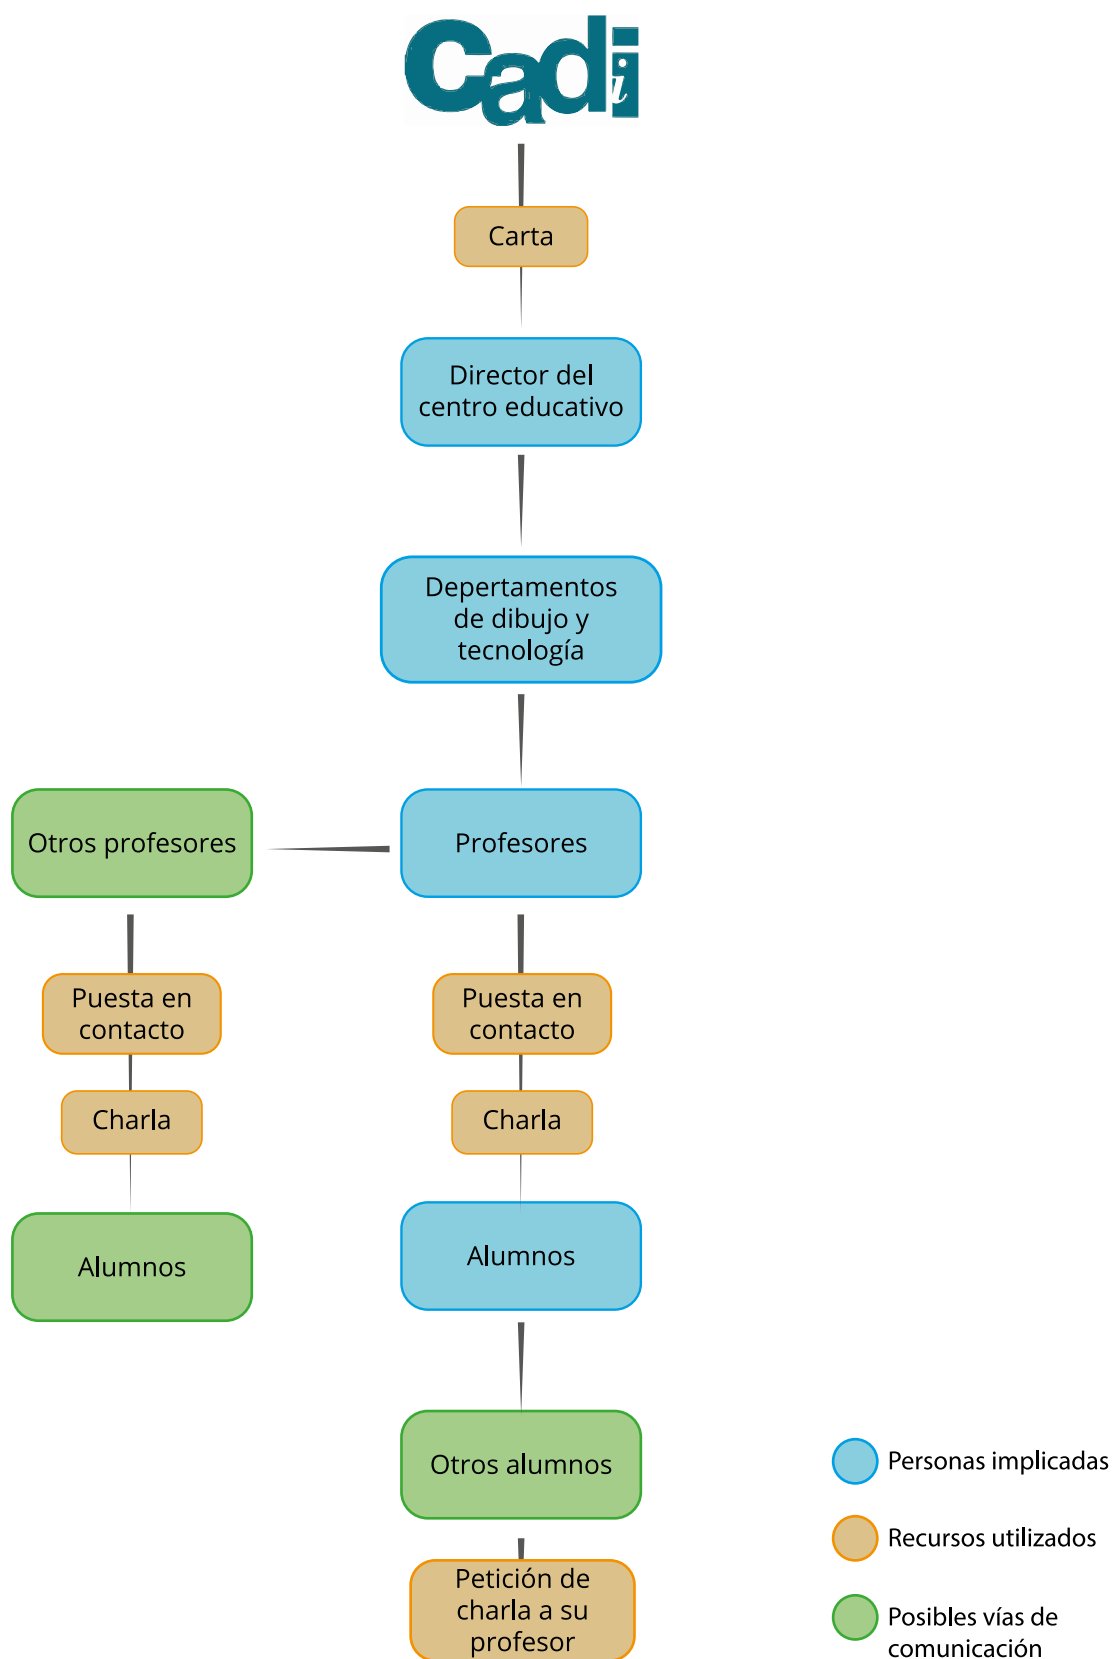 Cadi
i
Carta
Director del
centro educativo
Depertamentos
de dibujo y
tecnología
Otros profesores
Profesores
Puesta en
contacto
Puesta en
contacto
Charla
Charla
Alumnos
Alumnos
Otros alumnos
Petición de
charla a su
profesor
Personas implicadas
Recursos utilizados
Posibles vías de
comunicación